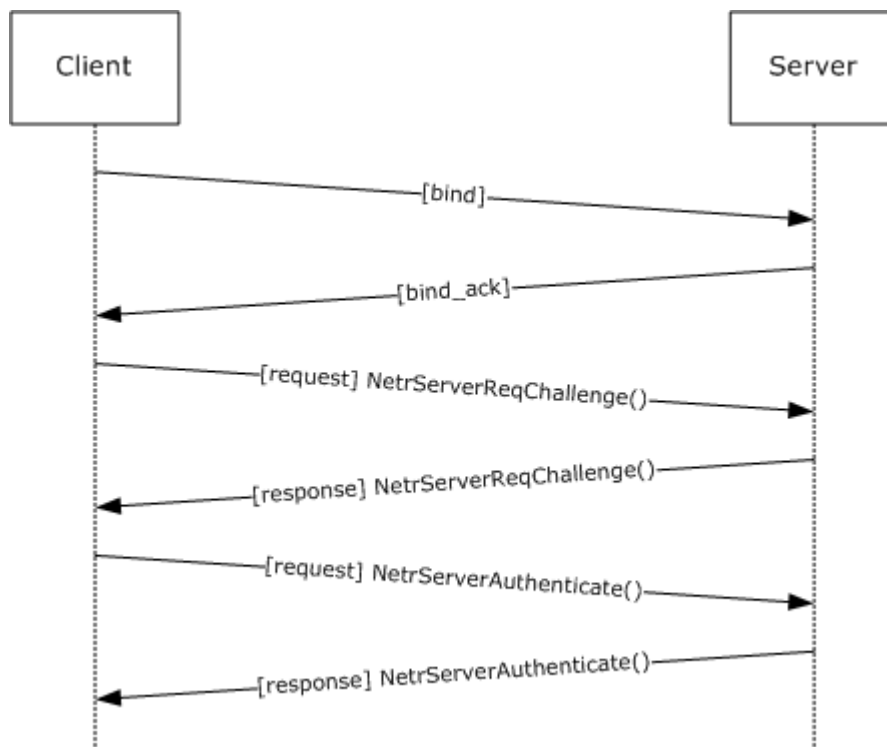 Client
Server
[bind]
[bind_ack]
[request] NetrServerReqChallenge()
[response] NetrServerReqChallenge()
[request] NetrServerAuthenticate()
[response] NetrServerAuthenticate()